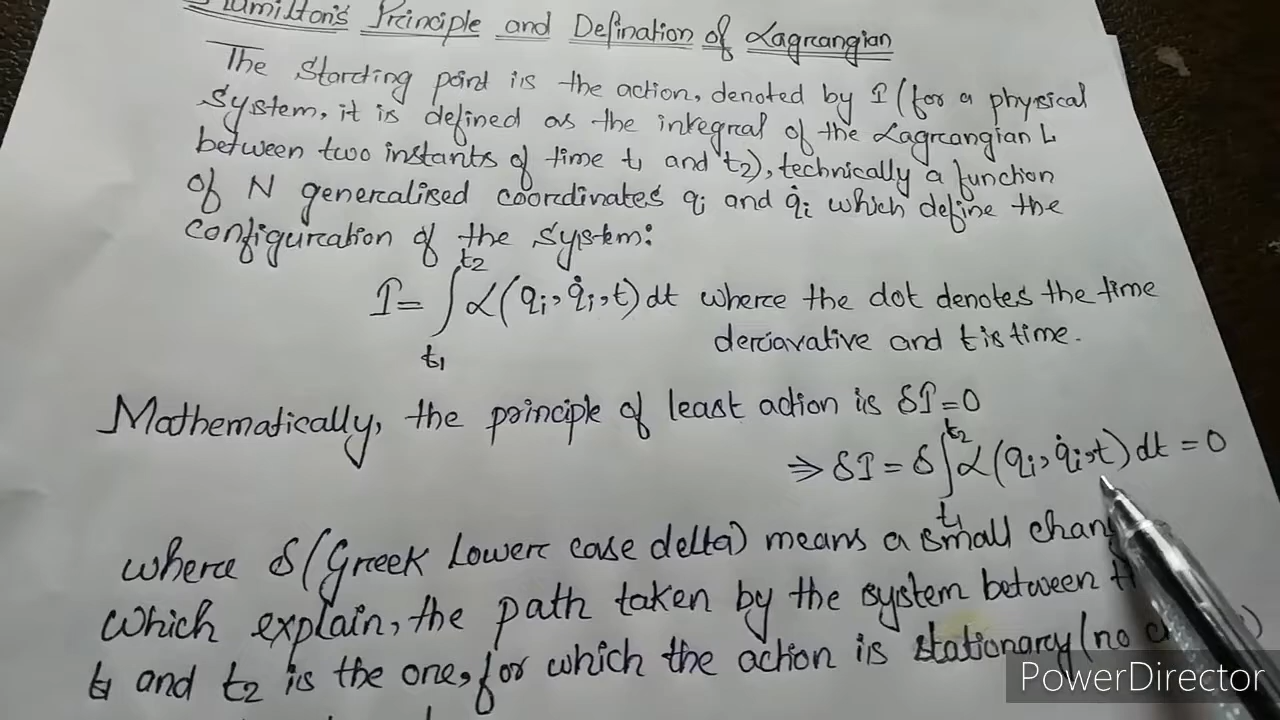 Hamilton's Principle and Defination of Lagrangian
The Starting point is the action, denoted by I (for a physical
System, it is defined as the integral of the Lagrangian L
between two instants of time t₁ and t₂), technically a function
of N generalised coordinates qᵢ and q̇ᵢ which define the
configuration of the system:
I = ∫_{t₁}^{t₂} L(qᵢ, q̇ᵢ, t) dt where the dot denotes the time
deriavative and t is time.
Mathematically, the principle of least action is δI = 0
⇒ δI = δ∫_{t₁}^{t₂} L(qᵢ, q̇ᵢ, t) dt = 0
where δ (Greek Lower case delta) means a small
which explain, the path taken by the system between
t₁ and t₂ is the one, for which the action is stationary (no
PowerDirector